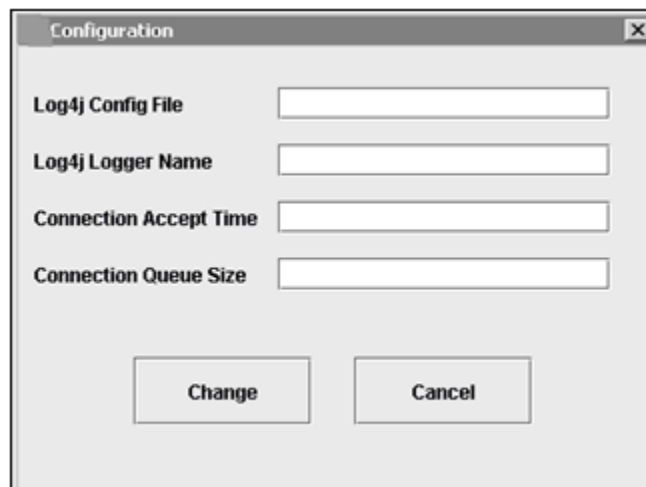 Configuration
Log4j Config File
Log4j Logger Name
Connection Accept Time
Connection Queue Size
Change Cancel